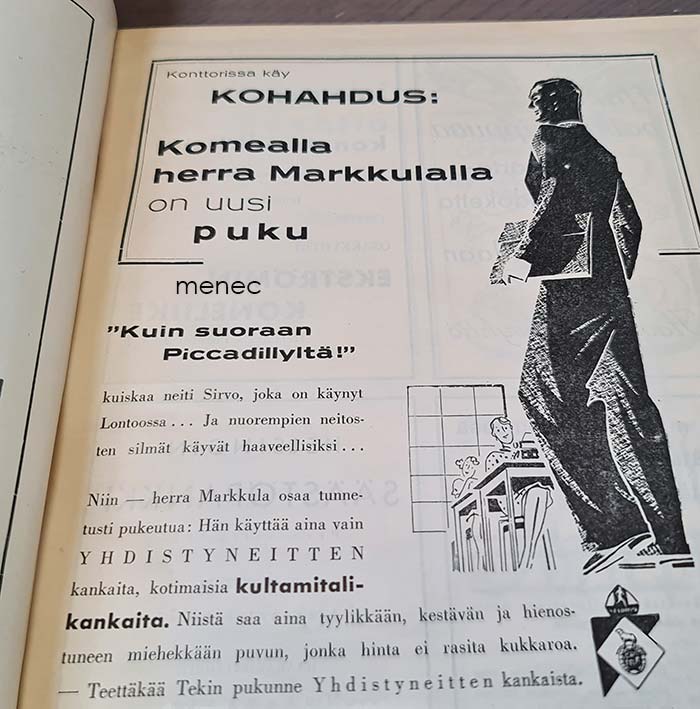 Konttorissa käy
KOHAHDUS:
Komealla
herra Markkulalla
on uusi
puku
menec
”Kuin suoraan
Piccadillyltä!”
kuiskaa neiti Sirvo, joka on käynyt
Lontoossa . . . Ja nuorempien neitos-
ten silmät käyvät haaveellisiksi . . .
Niin — herra Markkula osaa tunne-
tusti pukeutua: Hän käyttää aina vain
YHDISTYNEITTEN
kankaita, kotimaisia kultamitali-
kankaita. Niistä saa aina tyylikkään, kestävän ja hienos-
tuneen miehekkään puvun, jonka hinta ei rasita kukkaroa.
— Teettäkää Tekin pukunne Yhdistyneitten kankaista.